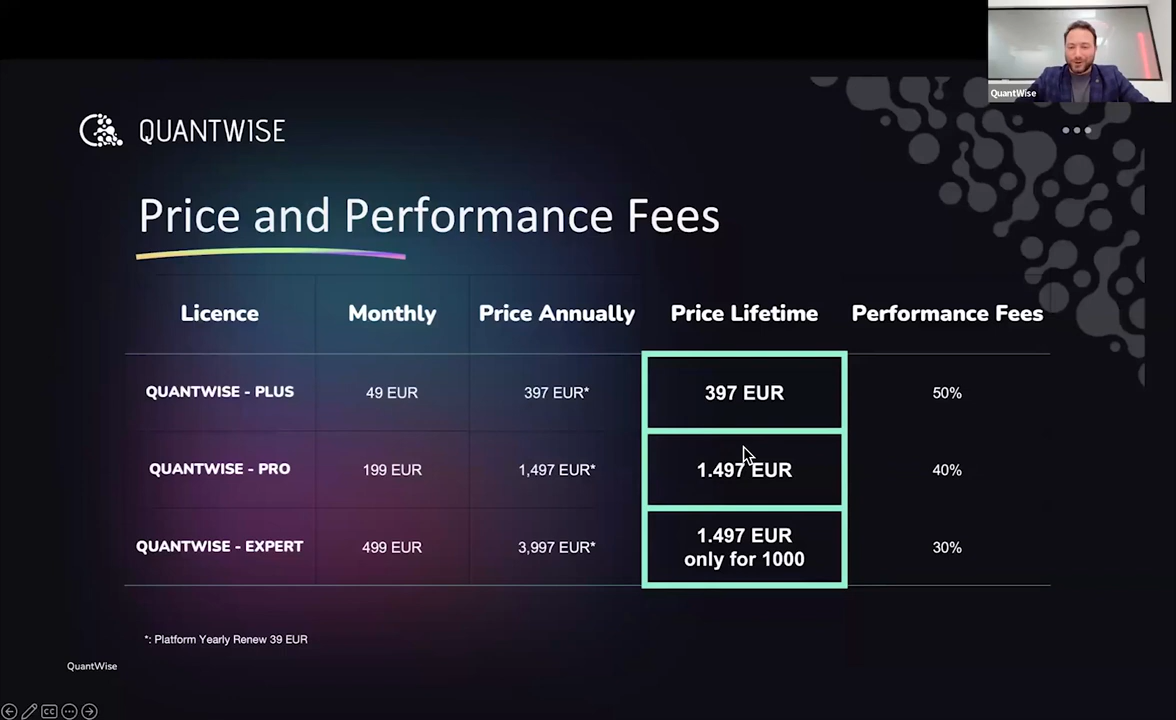 QuantWise
QUANTWISE
Price and Performance Fees
Licence Monthly Price Annually Price Lifetime Performance Fees
QUANTWISE - PLUS 49 EUR 397 EUR* 397 EUR 50%
QUANTWISE - PRO 199 EUR 1,497 EUR* 1.497 EUR 40%
QUANTWISE - EXPERT 499 EUR 3,997 EUR* 1.497 EUR 30%
only for 1000
*: Platform Yearly Renew 39 EUR
QuantWise
CC